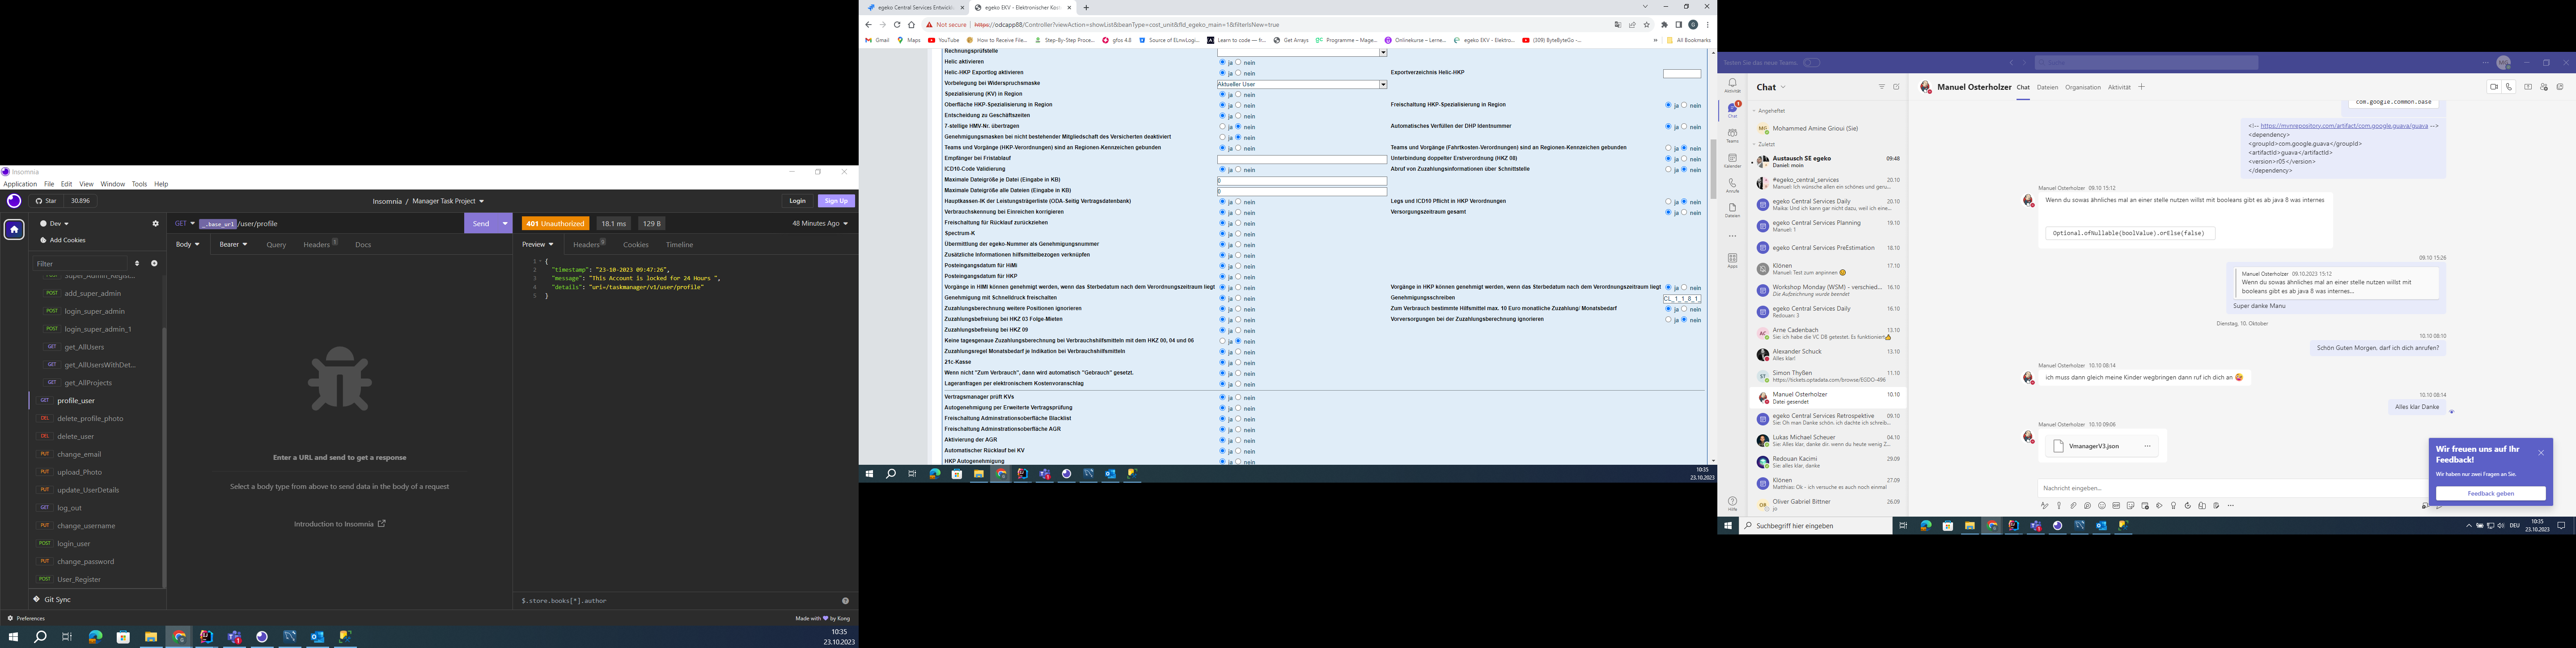 Insomnia
Application File Edit View Window Tools Help
Star 30.896
Insomnia / Manager Task Project
Login
Sign Up
Dev
Add Cookies
Filter
Super_Admin_Regist...
POST add_super_admin
POST login_super_admin
POST login_super_admin_1
GET get_AllUsers
GET get_AllUsersWithDet...
GET get_AllProjects
GET profile_user
DEL delete_profile_photo
DEL delete_user
PUT change_email
PUT upload_Photo
PUT update_UserDetails
GET log_out
PUT change_username
POST login_user
PUT change_password
POST User_Register
Git Sync
Preferences
GET _.base_url /user/profile
Send
Body Bearer Query Headers 1 Docs
Enter a URL and send to get a response
Select a body type from above to send data in the body of a request
Introduction to Insomnia
401 Unauthorized 18.1 ms 129 B
48 Minutes Ago
Preview Headers 9 Cookies Timeline
1 {
2 "timestamp": "23-10-2023 09:47:26",
3 "message": "This Account is locked for 24 Hours ",
4 "details": "uri=/taskmanager/v1/user/profile"
5 }
$.store.books[*].author
Made with by Kong
10:35
23.10.2023
egeko Central Services Entwickl
egeko EKV - Elektronischer Kost
Not secure https://odcapp88/Controller?viewAction=showList&beanType=cost_unit&fld_egeko_main=1&filterIsNew=true
Gmail Maps YouTube How to Receive File... Step-By-Step Proce... gfos 4.8 Source of ELnwLogi... Learn to code — fr... Get Arrays Programme – Mage... Onlinekurse – Lerne... egeko EKV - Elektro... (309) ByteByteGo -... » All Bookmarks
Rechnungsprüfstelle
Helic aktivieren ja nein
Helic-HKP Exportlog aktivieren ja nein Exportverzeichnis Helic-HKP
Vorbelegung bei Widerspruchsmaske Aktueller User
Spezialisierung (KV) in Region ja nein
Oberfläche HKP-Spezialisierung in Region ja nein Freischaltung HKP-Spezialisierung in Region ja nein
Entscheidung zu Geschäftszeiten ja nein
7-stellige HMV-Nr. übertragen ja nein Automatisches Verfüllen der DHP Identnummer ja nein
Genehmigungsmasken bei nicht bestehender Mitgliedschaft des Versicherten deaktiviert ja nein
Teams und Vorgänge (HKP-Verordnungen) sind an Regionen-Kennzeichen gebunden ja nein Teams und Vorgänge (Fahrtkosten-Verordnungen) sind an Regionen-Kennzeichen gebunden ja nein
Empfänger bei Fristablauf Unterbindung doppelter Erstverordnung (HKZ 08) ja nein
ICD10-Code Validierung ja nein Abruf von Zuzahlungsinformationen über Schnittstelle ja nein
Maximale Dateigröße je Datei (Eingabe in KB) 0
Maximale Dateigröße alle Dateien (Eingabe in KB) 0
Hauptkassen-IK der Leistungsträgerliste (ODA-Seitig Vertragsdatenbank) ja nein Legs und ICD10 Pflicht in HKP Verordnungen ja nein
Verbrauchskennung bei Einreichen korrigieren ja nein Versorgungszeitraum gesamt ja nein
Freischaltung für Rücklauf zurückziehen ja nein
Spectrum-K ja nein
Übermittlung der egeko-Nummer als Genehmigungsnummer ja nein
Zusätzliche Informationen hilfsmittelbezogen verknüpfen ja nein
Posteingangsdatum für HiMi ja nein
Posteingangsdatum für HKP ja nein
Vorgänge in HIMI können genehmigt werden, wenn das Sterbedatum nach dem Verordnungszeitraum liegt ja nein Vorgänge in HKP können genehmigt werden, wenn das Sterbedatum nach dem Verordnungszeitraum liegt ja nein
Genehmigung mit Schnelldruck freischalten ja nein Genehmigungsschreiben CL_1_1_8_1_
Zuzahlungsberechnung weitere Positionen ignorieren ja nein Zum Verbrauch bestimmte Hilfsmittel max. 10 Euro monatliche Zuzahlung/ Monatsbedarf ja nein
Zuzahlungsbefreiung bei HKZ 03 Folge-Mieten ja nein Vorversorgungen bei der Zuzahlungsberechnung ignorieren ja nein
Zuzahlungsbefreiung bei HKZ 09 ja nein
Keine tagesgenaue Zuzahlungsberechnung bei Verbrauchshilfsmitteln mit dem HKZ 00, 04 und 06 ja nein
Zuzahlungsregel Monatsbedarf je Indikation bei Verbrauchshilfsmitteln ja nein
21c-Kasse ja nein
Wenn nicht "Zum Verbrauch", dann wird automatisch "Gebrauch" gesetzt. ja nein
Lageranfragen per elektronischem Kostenvoranschlag ja nein
Vertragsmanager prüft KVs ja nein
Autogenehmigung per Erweiterte Vertragsprüfung ja nein
Freischaltung Adminstrationsoberfläche Blacklist ja nein
Freischaltung Adminstrationsoberfläche AGR ja nein
Aktivierung der AGR ja nein
Automatischer Rücklauf bei KV ja nein
HKP Autogenehmigung ja nein
10:35
23.10.2023
Testen Sie das neue Teams
Suche
Aktivität
Chat
Teams
Kalender
Anrufe
Dateien
Apps
Hilfe
Chat
Angeheftet
Mohammed Amine Grioui (Sie)
Zuletzt
Austausch SE egeko 09:48
Daniel: moin
#egeko_central_services 20.10
Manuel: Ich wünsche allen ein schönes und geru...
egeko Central Services Daily 20.10
Maika: Und ich kann gar nicht dazu, weil ich eine...
egeko Central Services Planning 19.10
Manuel: 1
egeko Central Services PreEstimation 18.10
Klönen 17.10
Manuel: Test zum anpinnen
Workshop Monday (WSM) - verschied... 16.10
Die Aufzeichnung wurde beendet
egeko Central Services Daily 16.10
Redouan: 3
Arne Cadenbach 13.10
Sie: ich habe die VC DB getestet. Es funktioniert
Alexander Schuck 13.10
Alles klar!
Simon Thyßen 11.10
https://tickets.optadata.com/browse/EGDO-496
Manuel Osterholzer 10.10
Datei gesendet
egeko Central Services Retrospektive 09.10
Sie: Oh man Danke schön. ich dachte ich schreib...
Lukas Michael Scheuer 04.10
Sie: Alles klar, danke dir. wenn du heute wenig Z...
Redouan Kacimi 29.09
Sie: alles klar, danke
Klönen 27.09
Matthias: Ok - ich versuche es auch noch einmal
Oliver Gabriel Bittner 26.09
jo
Manuel Osterholzer Chat Dateien Organisation Aktivität
com.google.common.base
<!-- https://mvnrepository.com/artifact/com.google.guava/guava -->
<dependency>
<groupId>com.google.guava</groupId>
<artifactId>guava</artifactId>
<version>r05</version>
</dependency>
Manuel Osterholzer 09.10 15:12
Wenn du sowas ähnliches mal an einer stelle nutzen willst mit booleans gibt es ab java 8 was internes
Optional.ofNullable(boolValue).orElse(false)
09.10 15:26
Manuel Osterholzer 09.10.2023 15:12
Wenn du sowas ähnliches mal an einer stelle nutzen willst mit
booleans gibt es ab java 8 was internes...
Super danke Manu
Dienstag, 10. Oktober
10.10 08:10
Schön Guten Morgen, darf ich dich anrufen?
Manuel Osterholzer 10.10 08:14
ich muss dann gleich meine Kinder wegbringen dann ruf ich dich an
10.10 08:14
Alles klar Danke
Manuel Osterholzer 10.10 09:06
VmanagerV3.json
Nachricht eingeben...
Wir freuen uns auf Ihr
Feedback!
Wir haben nur zwei Fragen an Sie.
Feedback geben
Suchbegriff hier eingeben
DEU
10:35
23.10.2023